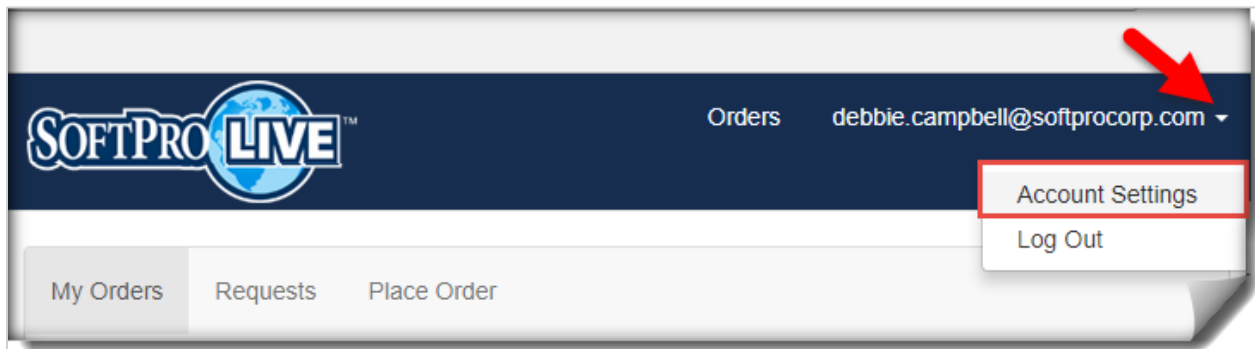 SOFTPRO LIVE™
Orders debbie.campbell@softprocorp.com
Account Settings
Log Out
My Orders Requests Place Order